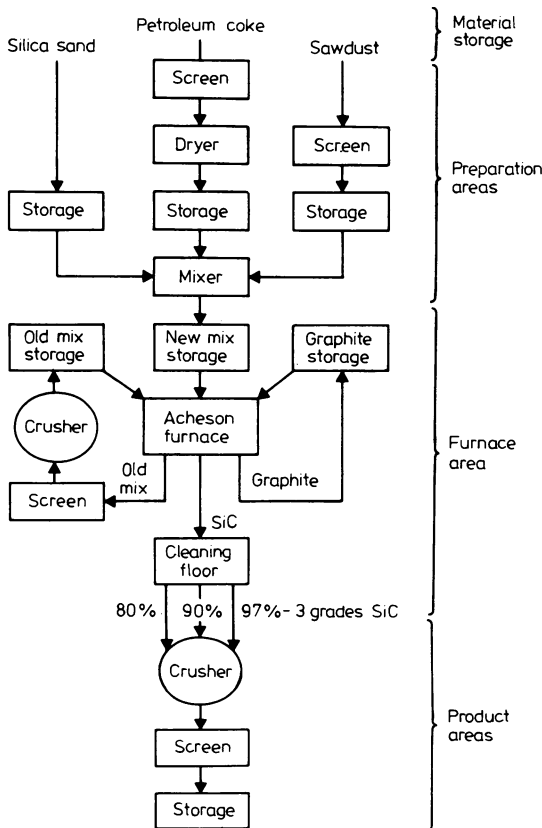 Petroleum coke
Silica sand
Sawdust
Material
storage
Screen
Dryer
Screen
Preparation
areas
Storage
Storage
Storage
Mixer
Old mix
storage
New mix
storage
Graphite
storage
Crusher
Acheson
furnace
Furnace
area
Old
mix
Graphite
Screen
SiC
Cleaning
floor
80%
90%
97% - 3 grades SiC
Crusher
Product
areas
Screen
Storage